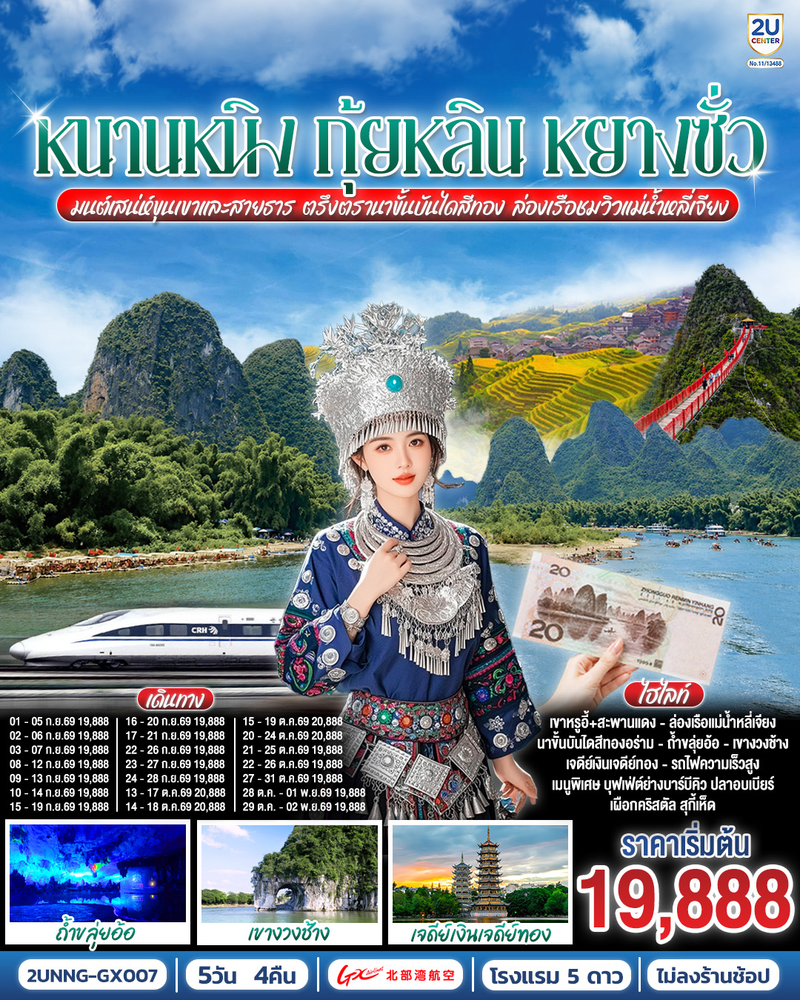 2U
CENTER
No.11/13488
หนานหนิง กุ้ยหลิน หยางซั่ว
มนต์เสน่ห์ขุนเขาและสายธาร ตรึงตรานาขั้นบันไดสีทอง ล่องเรือชมวิวแม่น้ำหลี่เจียง
CRH
20
ZHONGGUO RENMIN YINHANG
20
20
เดินทาง
01 - 05 ก.ย.69 19,888
02 - 06 ก.ย.69 19,888
03 - 07 ก.ย.69 19,888
08 - 12 ก.ย.69 19,888
09 - 13 ก.ย.69 19,888
10 - 14 ก.ย.69 19,888
15 - 19 ก.ย.69 19,888
16 - 20 ก.ย.69 19,888
17 - 21 ก.ย.69 19,888
22 - 26 ก.ย.69 19,888
23 - 27 ก.ย.69 19,888
24 - 28 ก.ย.69 19,888
13 - 17 ต.ค.69 20,888
14 - 18 ต.ค.69 20,888
15 - 19 ต.ค.69 20,888
20 - 24 ต.ค.69 20,888
21 - 25 ต.ค.69 19,888
22 - 26 ต.ค.69 19,888
27 - 31 ต.ค.69 19,888
28 ต.ค. - 01 พ.ย.69 19,888
29 ต.ค. - 02 พ.ย.69 19,888
ไฮไลท์
เขาหรูอี้+สะพานแดง - ล่องเรือแม่น้ำหลี่เจียง
นาขั้นบันไดสีทองอร่าม - ถ้ำขลุ่ยอ้อ - เขางวงช้าง
เจดีย์เงินเจดีย์ทอง - รถไฟความเร็วสูง
เมนูพิเศษ บุฟเฟ่ต์ย่างบาร์บีคิว ปลาอบเบียร์
เผือกคริสตัล สุกี้เห็ด
ถ้ำขลุ่ยอ้อ
เขางวงช้าง
เจดีย์เงินเจดีย์ทอง
ราคาเริ่มต้น
19,888
2UNNG-GX007
5วัน 4คืน
GX Airlines 北部湾航空
โรงแรม 5 ดาว
ไม่ลงร้านช้อป